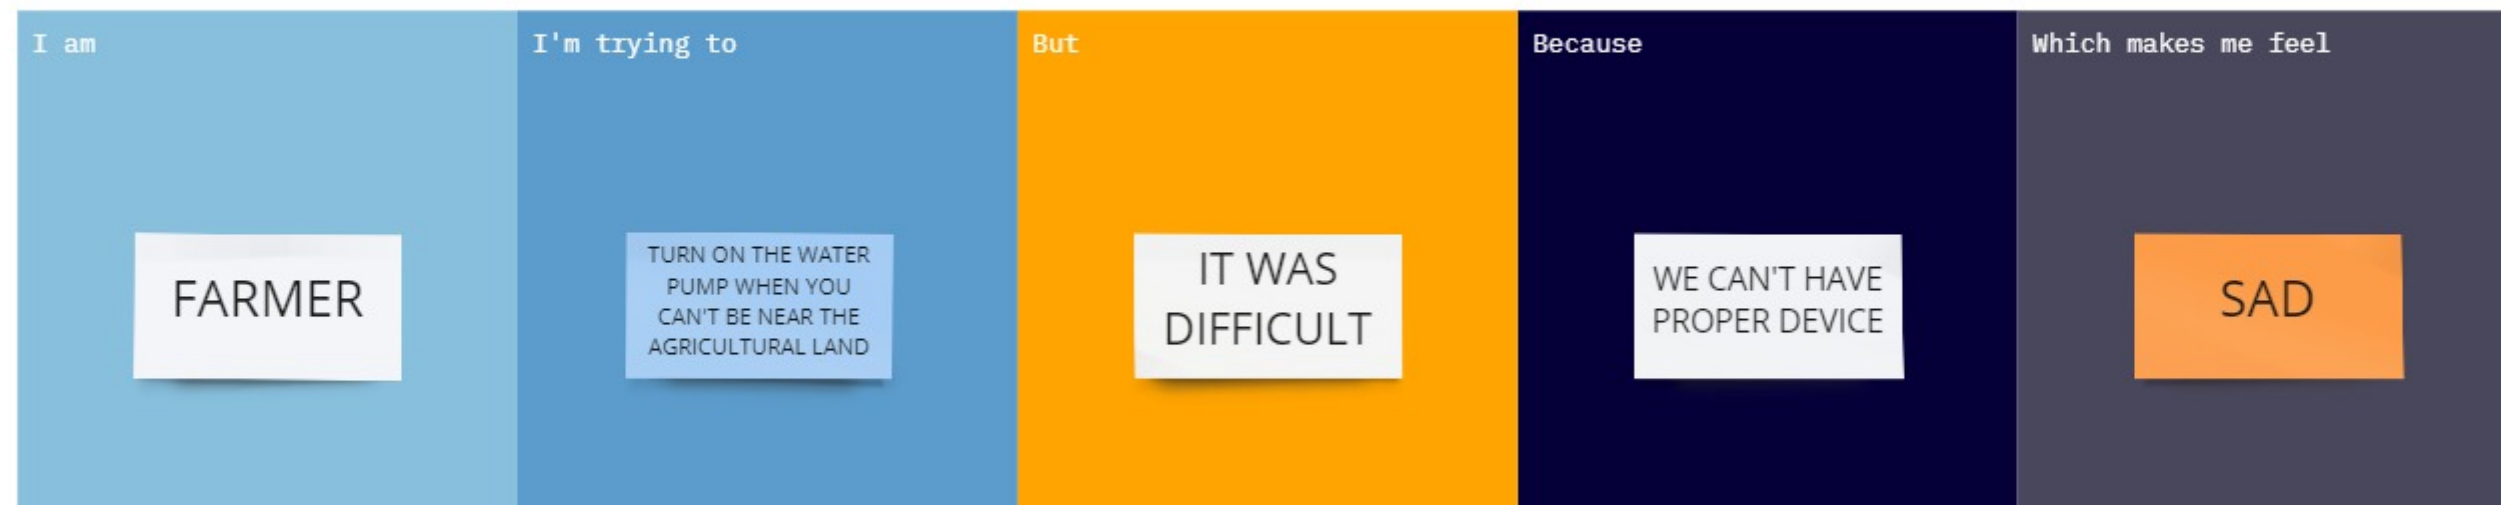 I am
FARMER
I'm trying to
TURN ON THE WATER
PUMP WHEN YOU
CAN'T BE NEAR THE
AGRICULTURAL LAND
But
IT WAS
DIFFICULT
Because
WE CAN'T HAVE
PROPER DEVICE
Which makes me feel
SAD